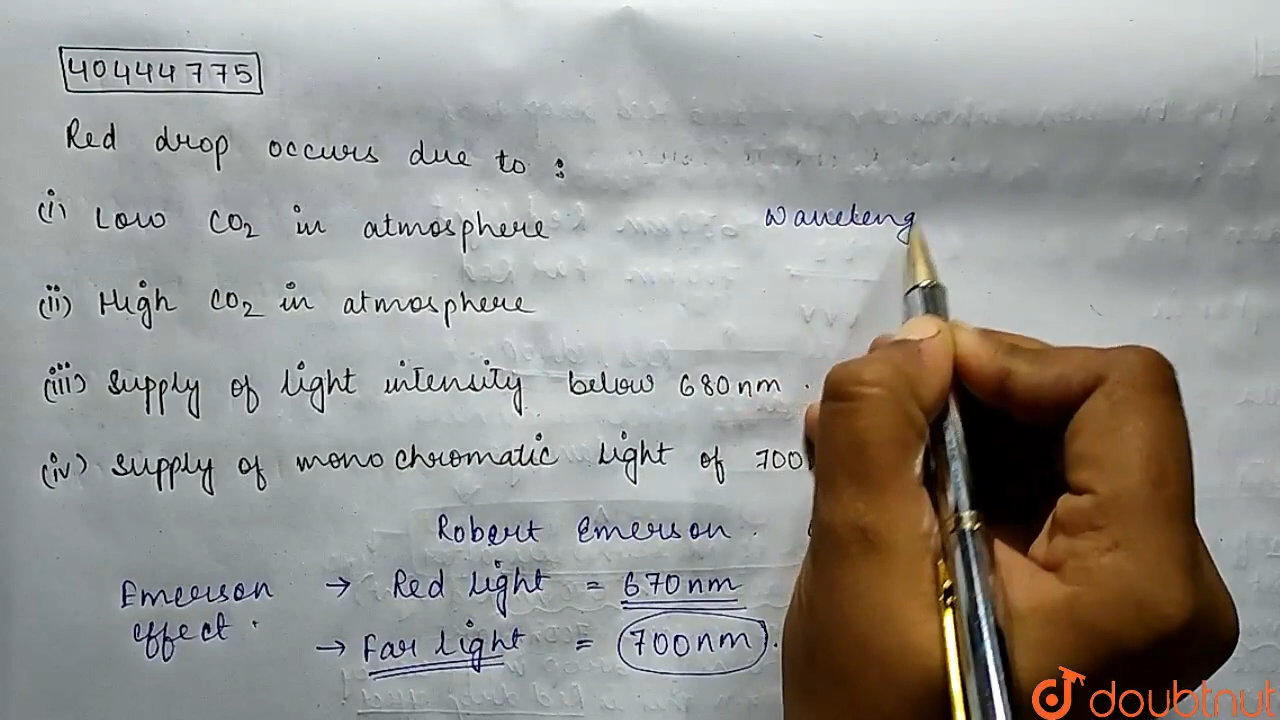 40444775
Red drop occurs due to :
(i) Low CO2 in atmosphere
Waveleng
(ii) High CO2 in atmosphere
(iii) Supply of light intensity below 680nm.
(iv) Supply of monochromatic light of 700
Robert Emerson.
Emerson effect.
→ Red light = 670nm
→ Far light = 700nm.
doubtnut